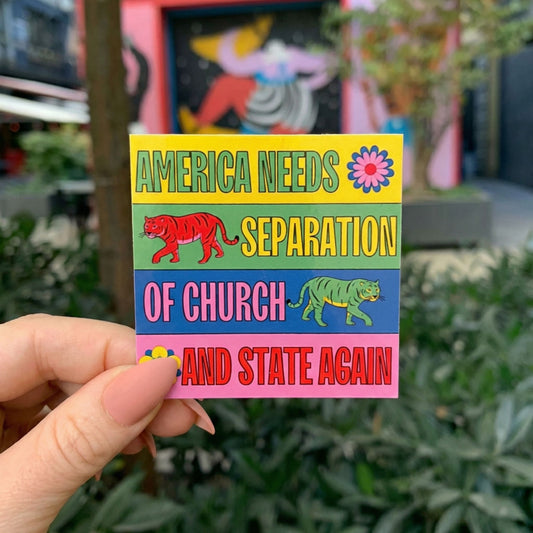 AMERICA NEEDS
SEPARATION
OF CHURCH
AND STATE AGAIN